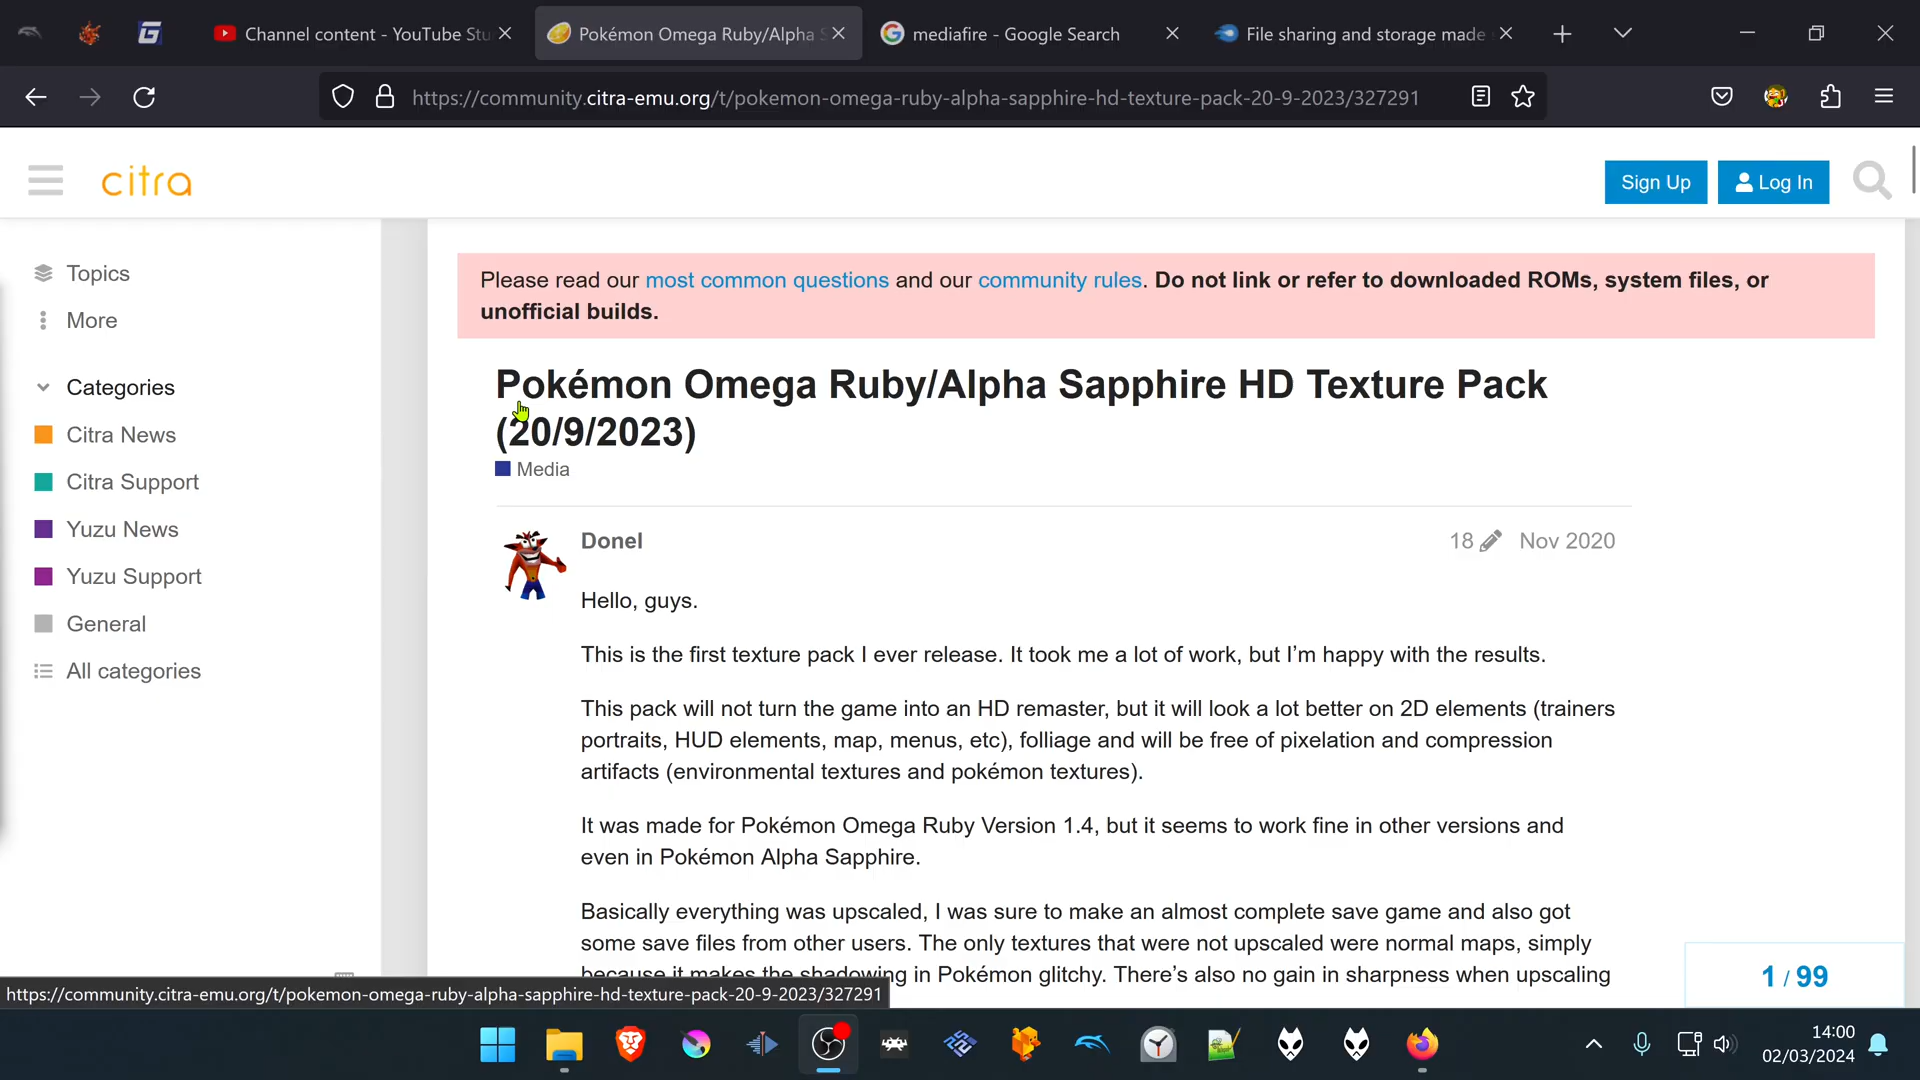 Channel content - YouTube Stu
Pokémon Omega Ruby/Alpha S
mediafire - Google Search
File sharing and storage made
https://community.citra-emu.org/t/pokemon-omega-ruby-alpha-sapphire-hd-texture-pack-20-9-2023/327291
citra
Sign Up
Log In
Topics
More
Categories
Citra News
Citra Support
Yuzu News
Yuzu Support
General
All categories
Please read our most common questions and our community rules. Do not link or refer to downloaded ROMs, system files, or
unofficial builds.
Pokémon Omega Ruby/Alpha Sapphire HD Texture Pack
(20/9/2023)
Media
Donel
18
Nov 2020
Hello, guys.
This is the first texture pack I ever release. It took me a lot of work, but I'm happy with the results.
This pack will not turn the game into an HD remaster, but it will look a lot better on 2D elements (trainers
portraits, HUD elements, map, menus, etc), folliage and will be free of pixelation and compression
artifacts (environmental textures and pokémon textures).
It was made for Pokémon Omega Ruby Version 1.4, but it seems to work fine in other versions and
even in Pokémon Alpha Sapphire.
Basically everything was upscaled, I was sure to make an almost complete save game and also got
some save files from other users. The only textures that were not upscaled were normal maps, simply
because it makes the shadowing in Pokémon glitchy. There's also no gain in sharpness when upscaling
1 / 99
https://community.citra-emu.org/t/pokemon-omega-ruby-alpha-sapphire-hd-texture-pack-20-9-2023/327291
14:00
02/03/2024